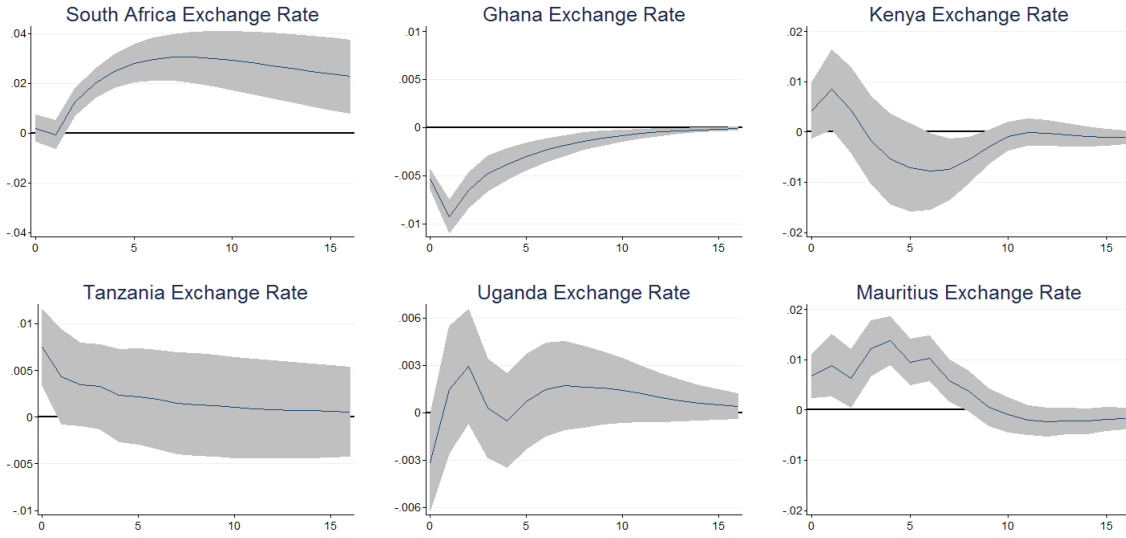 South Africa Exchange Rate
.04
.02
0
-.02
-.04
0 5 10 15
Ghana Exchange Rate
.01
.005
0
-.005
-.01
0 5 10 15
Kenya Exchange Rate
.02
.01
0
-.01
-.02
0 5 10 15
Tanzania Exchange Rate
.01
.005
0
-.005
-.01
0 5 10 15
Uganda Exchange Rate
.006
.003
0
-.003
-.006
0 5 10 15
Mauritius Exchange Rate
.02
.01
0
-.01
-.02
0 5 10 15